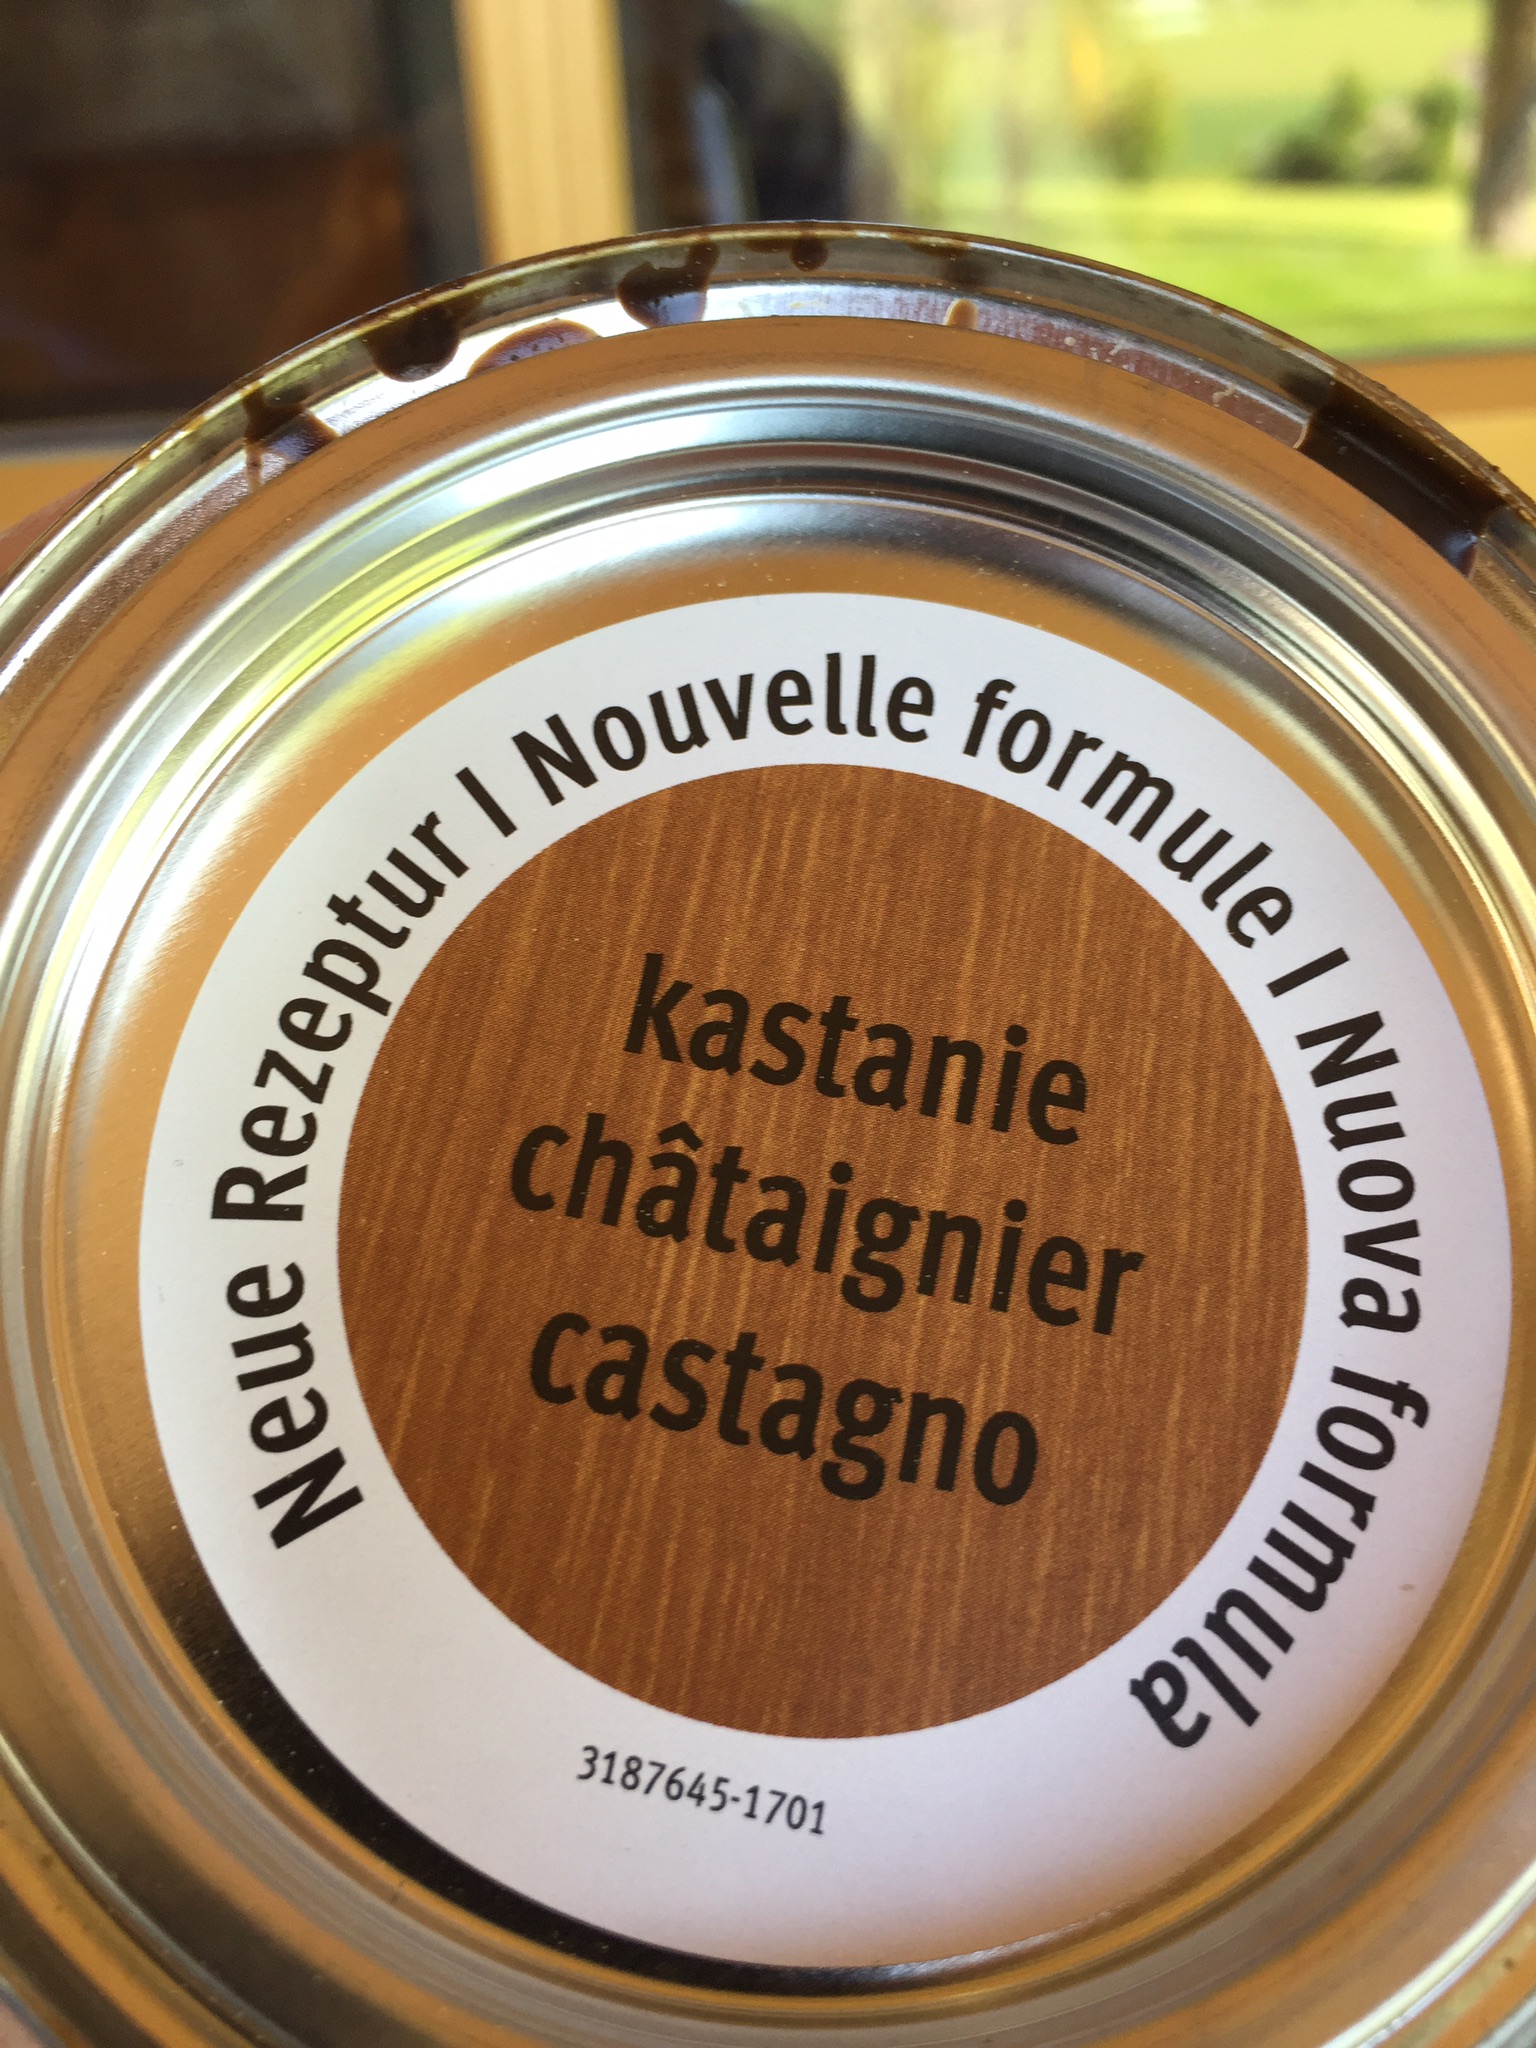 Neue Rezeptur | Nouvelle formule | Nuova formula
kastanie
châtaignier
castagno
3187645-1701